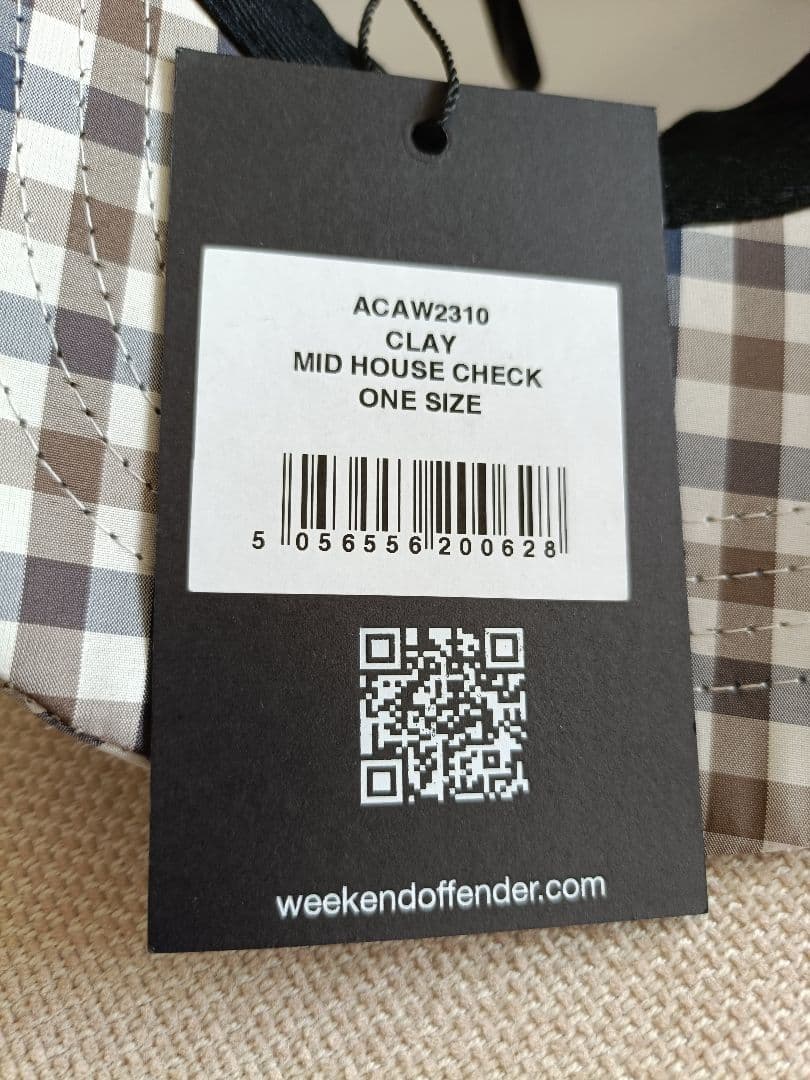 ACAW2310
CLAY
MID HOUSE CHECK
ONE SIZE
5 056556 200628
weekendoffender.com